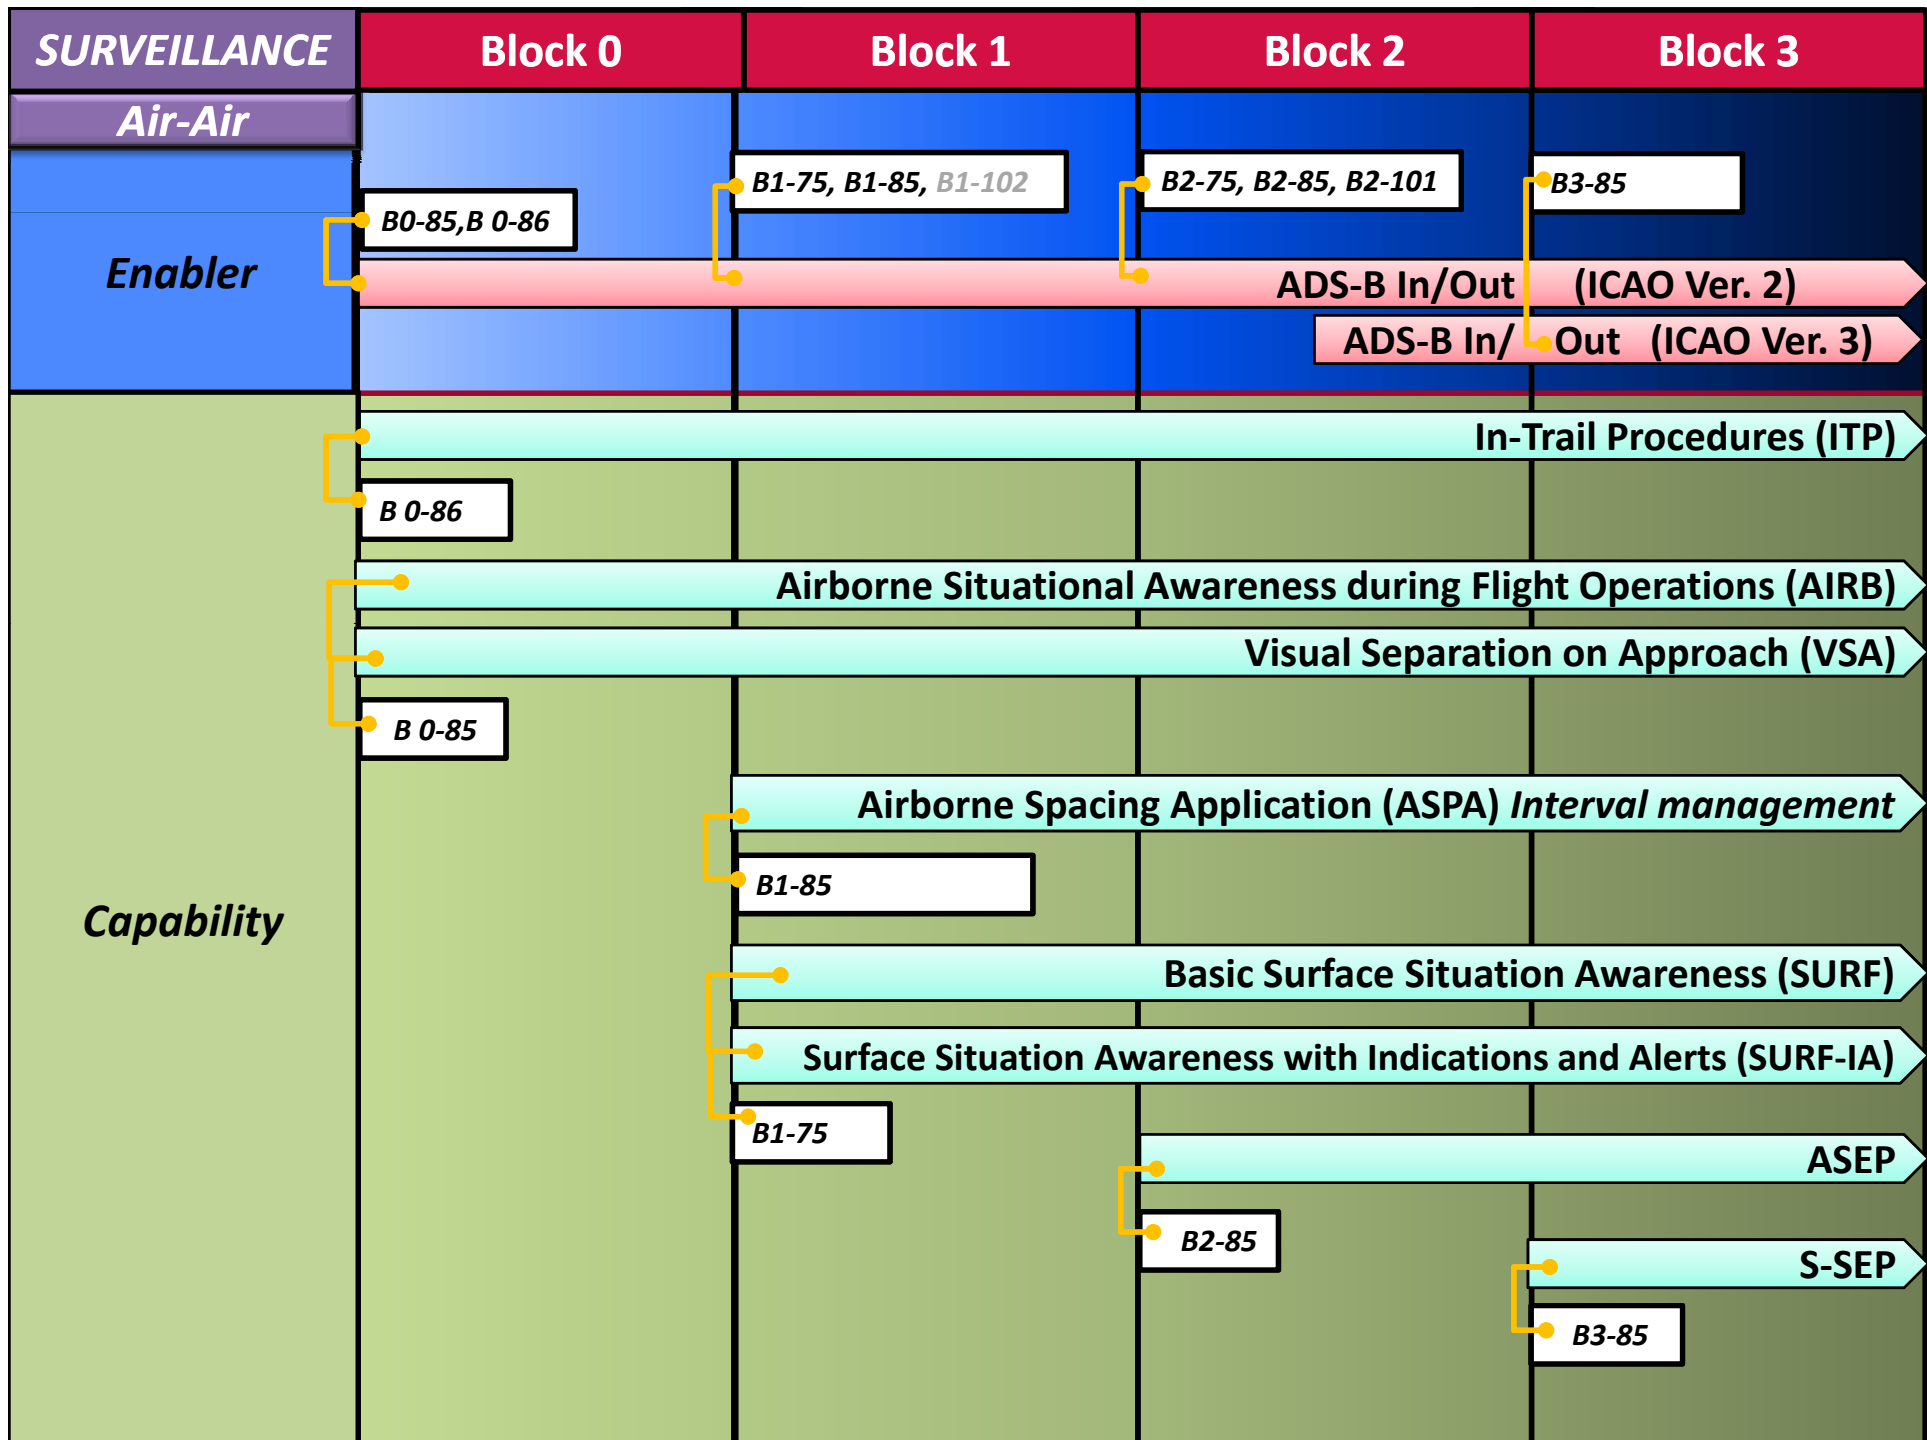 SURVEILLANCE Block 0 Block 1 Block 2 Block 3
Air-Air
B1-75, B1-85, B1-102
B2-75, B2-85, B2-101
B3-85
B0-85,B 0-86
Enabler
ADS-B In/Out (ICAO Ver. 2)
ADS-B In/ Out (ICAO Ver. 3)
In-Trail Procedures (ITP)
B 0-86
Airborne Situational Awareness during Flight Operations (AIRB)
Visual Separation on Approach (VSA)
B 0-85
Airborne Spacing Application (ASPA) Interval management
B1-85
Capability
Basic Surface Situation Awareness (SURF)
Surface Situation Awareness with Indications and Alerts (SURF-IA)
B1-75
ASEP
B2-85
S-SEP
B3-85